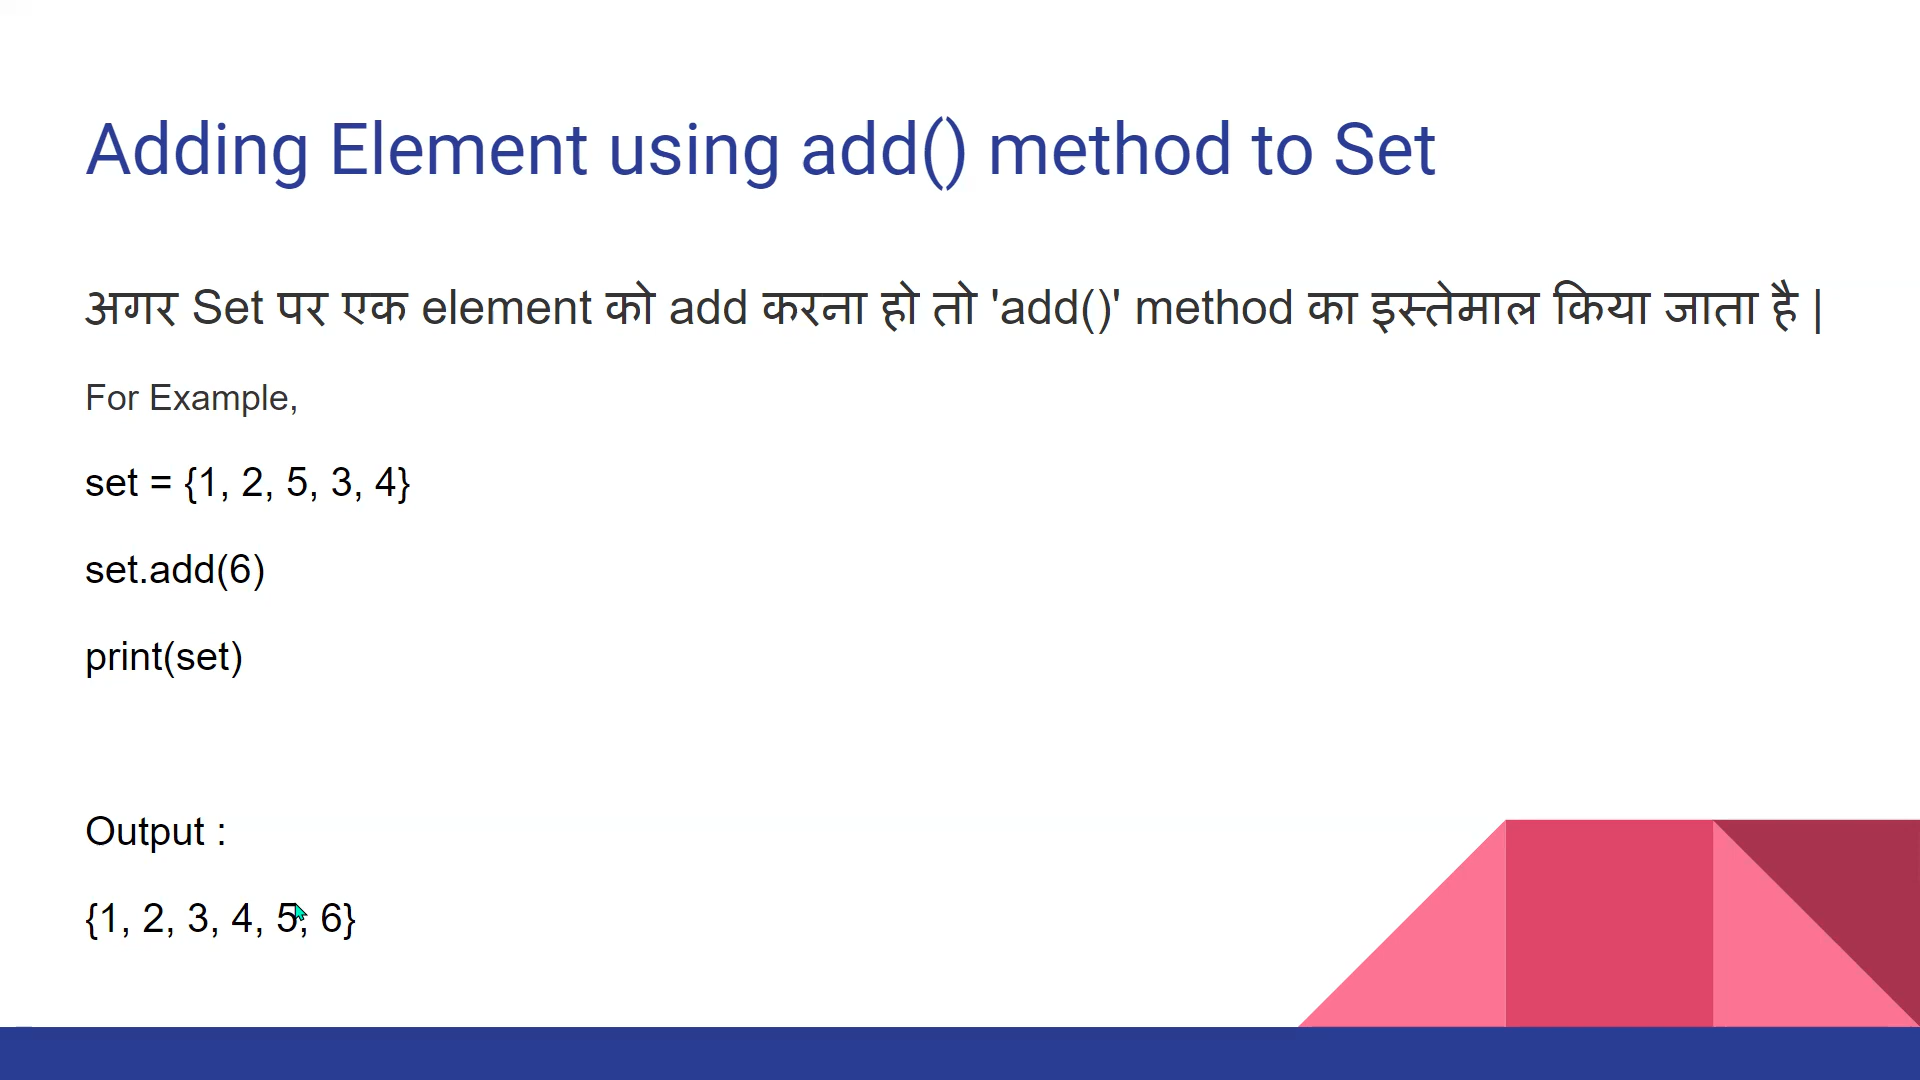 Adding Element using add() method to Set
अगर Set पर एक element को add करना हो तो 'add()' method का इस्तेमाल किया जाता है |
For Example,
set = {1, 2, 5, 3, 4}
set.add(6)
print(set)
Output :
{1, 2, 3, 4, 5, 6}